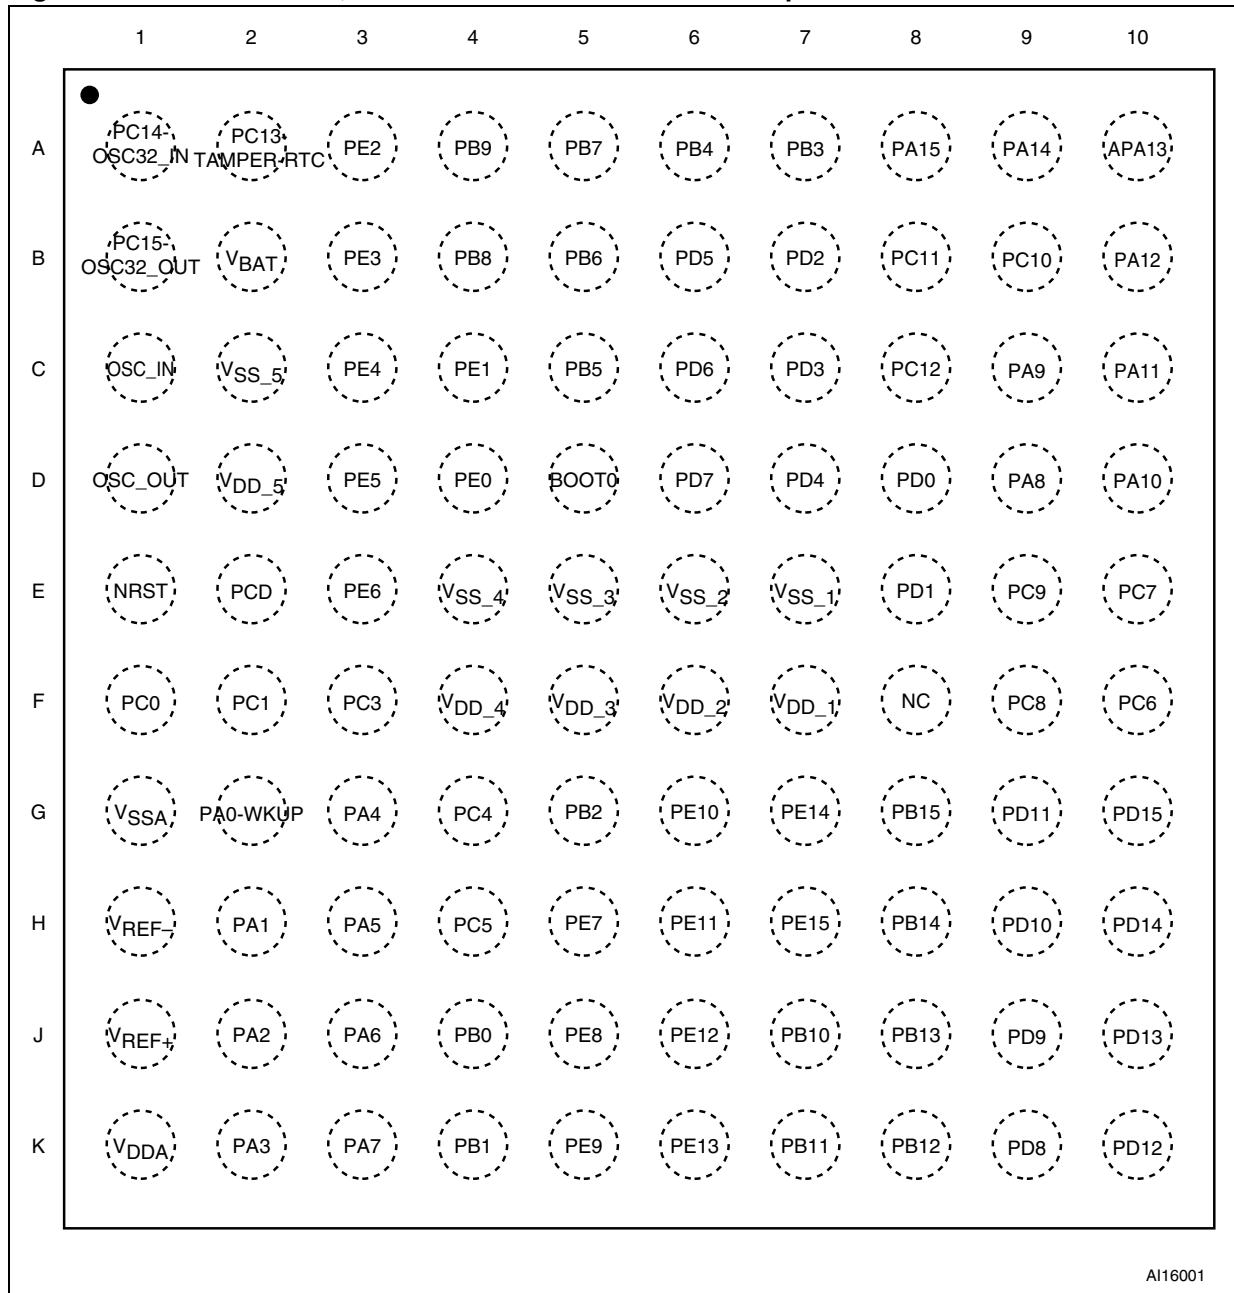 1 2 3 4 5 6 7 8 9 10
A PC14-OSC32_IN PC13-TAMPER-RTC PE2 PB9 PB7 PB4 PB3 PA15 PA14 APA13
B PC15-OSC32_OUT VBAT PE3 PB8 PB6 PD5 PD2 PC11 PC10 PA12
C OSC_IN VSS_5 PE4 PE1 PB5 PD6 PD3 PC12 PA9 PA11
D OSC_OUT VDD_5 PE5 PE0 BOOT0 PD7 PD4 PD0 PA8 PA10
E NRST PCD PE6 VSS_4 VSS_3 VSS_2 VSS_1 PD1 PC9 PC7
F PC0 PC1 PC3 VDD_4 VDD_3 VDD_2 VDD_1 NC PC8 PC6
G VSSA PA0-WKUP PA4 PC4 PB2 PE10 PE14 PB15 PD11 PD15
H VREF– PA1 PA5 PC5 PE7 PE11 PE15 PB14 PD10 PD14
J VREF+ PA2 PA6 PB0 PE8 PE12 PB10 PB13 PD9 PD13
K VDDA PA3 PA7 PB1 PE9 PE13 PB11 PB12 PD8 PD12
AI16001